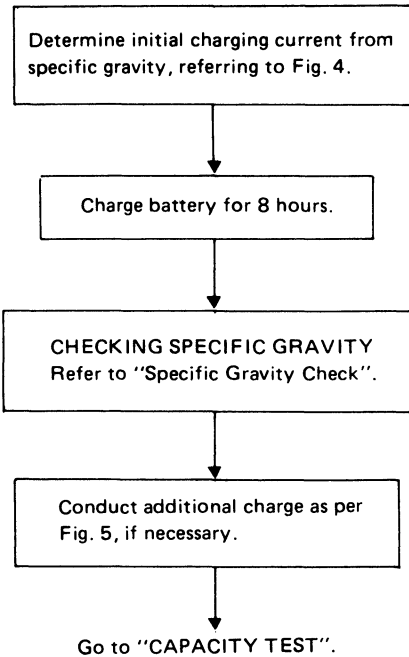 Determine initial charging current from
specific gravity, referring to Fig. 4.
Charge battery for 8 hours.
CHECKING SPECIFIC GRAVITY
Refer to "Specific Gravity Check".
Conduct additional charge as per
Fig. 5, if necessary.
Go to "CAPACITY TEST".